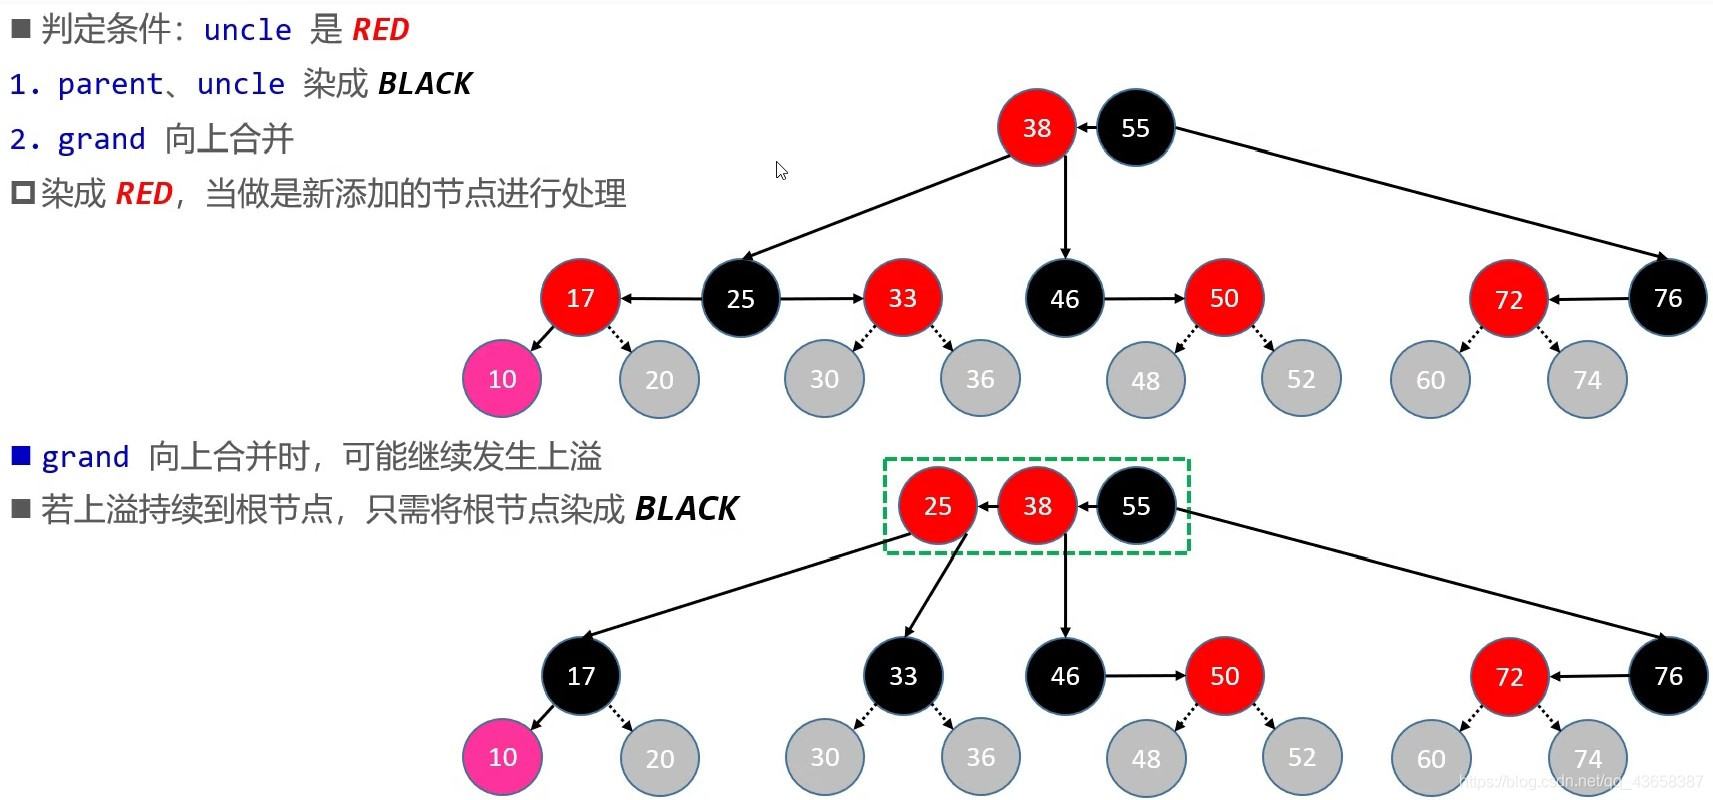 ■ 判定条件：uncle 是 RED
1. parent、uncle 染成 BLACK
2. grand 向上合并
□ 染成 RED，当做是新添加的节点进行处理
38 55
17 25 33 46 50 72 76
10 20 30 36 48 52 60 74
■ grand 向上合并时，可能继续发生上溢
■ 若上溢持续到根节点，只需将根节点染成 BLACK
25 38 55
17 33 46 50 72 76
10 20 30 36 48 52 60 74
https://blog.csdn.net/qq_43658387